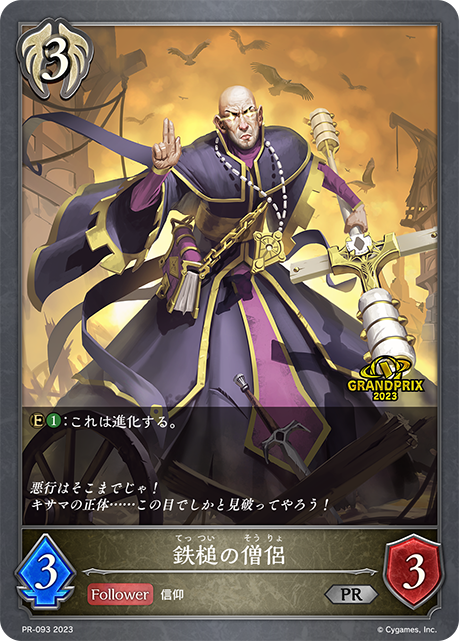 3
GRANDPRIX
2023
E 1：これは進化する。
悪行はそこまでじゃ！
キサマの正体……この目でしかと見破ってやろう！
てっつい そうりょ
鉄槌の僧侶
3
Follower 信仰
PR
3
PR-093 2023
© Cygames, Inc.